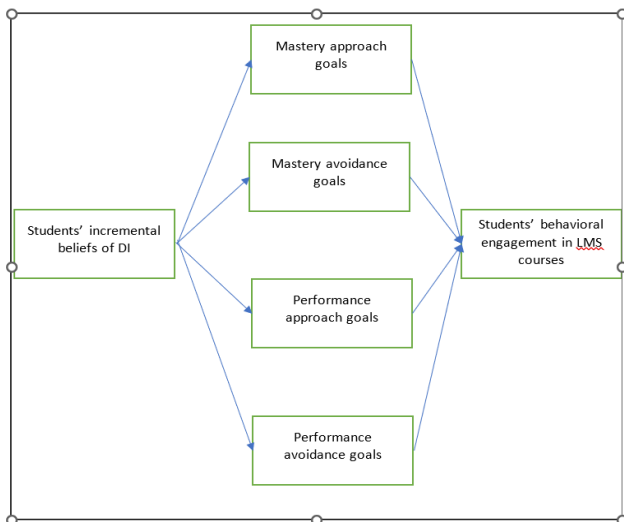 Mastery approach
goals
Mastery avoidance
goals
Students’ incremental
beliefs of DI
Students’ behavioral
engagement in LMS
courses
Performance
approach goals
Performance
avoidance goals